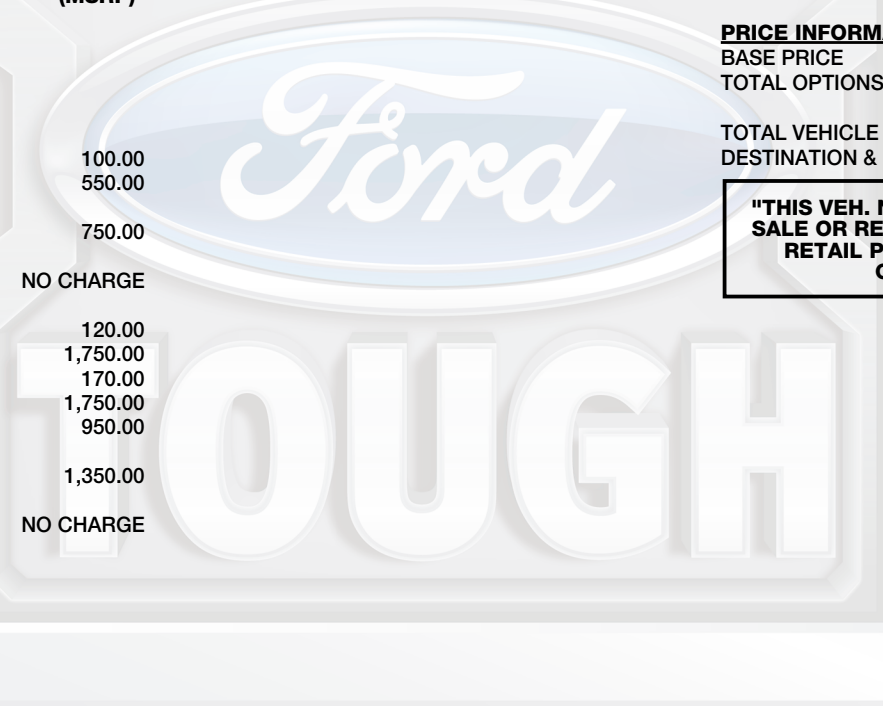 (MSRP)
100.00
550.00
750.00
NO CHARGE
120.00
1,750.00
170.00
1,750.00
950.00
1,350.00
NO CHARGE
PRICE INFORMA
BASE PRICE
TOTAL OPTIONS
TOTAL VEHICLE
DESTINATION &
"THIS VEH. N
SALE OR RE
RETAIL P
Ford
TOUGH